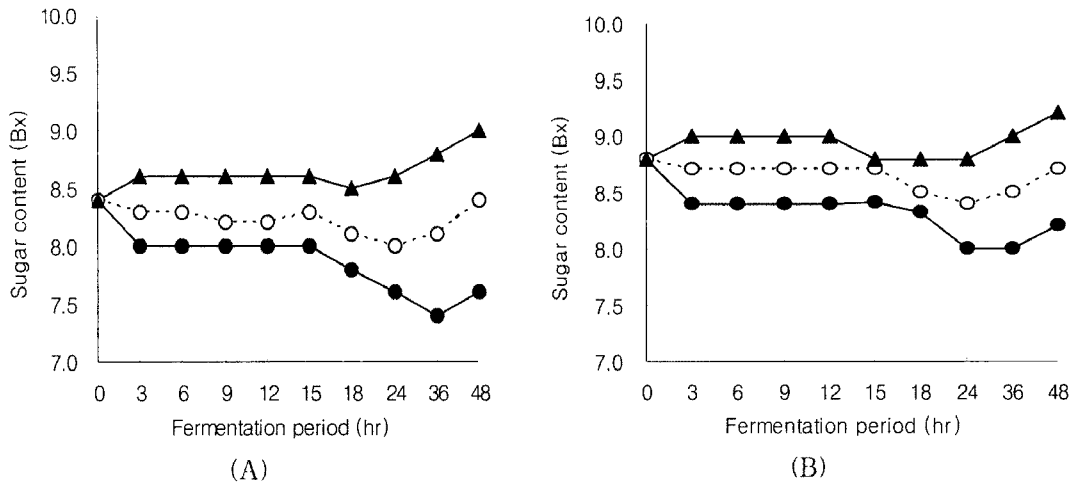 10.0
9.5
9.0
8.5
8.0
7.5
7.0
Sugar content (Bx)
0 3 6 9 12 15 18 24 36 48
Fermentation period (hr)
(A)
10.0
9.5
9.0
8.5
8.0
7.5
7.0
Sugar content (Bx)
0 3 6 9 12 15 18 24 36 48
Fermentation period (hr)
(B)